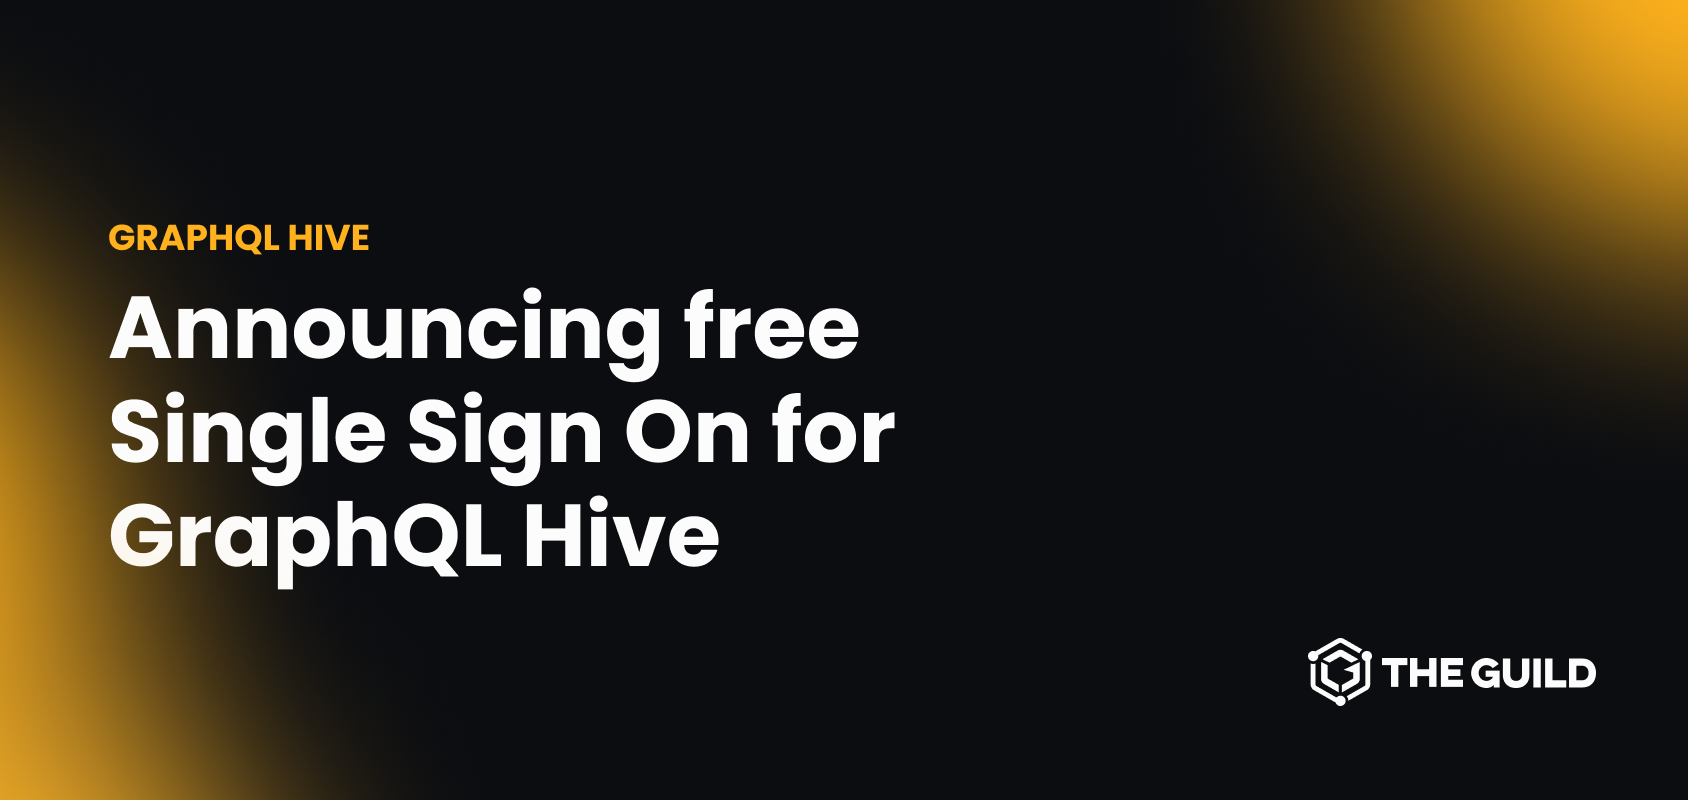 GRAPHQL HIVE
Announcing free
Single Sign On for
GraphQL Hive
THE GUILD